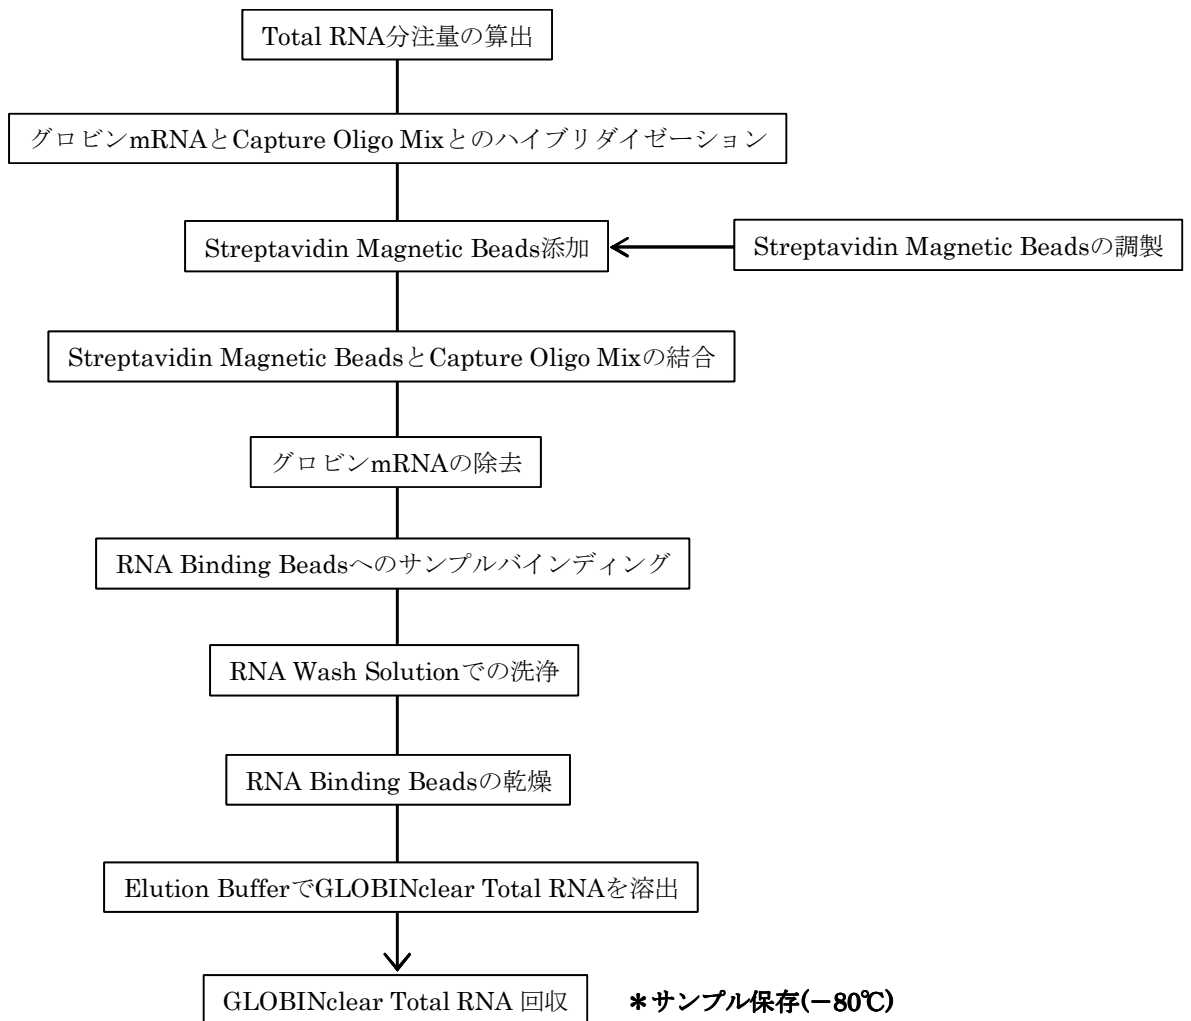 Total RNA分注量の算出
グロビンmRNAとCapture Oligo Mixとのハイブリダイゼーション
Streptavidin Magnetic Beads添加
Streptavidin Magnetic Beadsの調製
Streptavidin Magnetic BeadsとCapture Oligo Mixの結合
グロビンmRNAの除去
RNA Binding Beadsへのサンプルバインディング
RNA Wash Solutionでの洗浄
RNA Binding Beadsの乾燥
Elution BufferでGLOBINclear Total RNAを溶出
GLOBINclear Total RNA 回収
＊サンプル保存(－80℃)